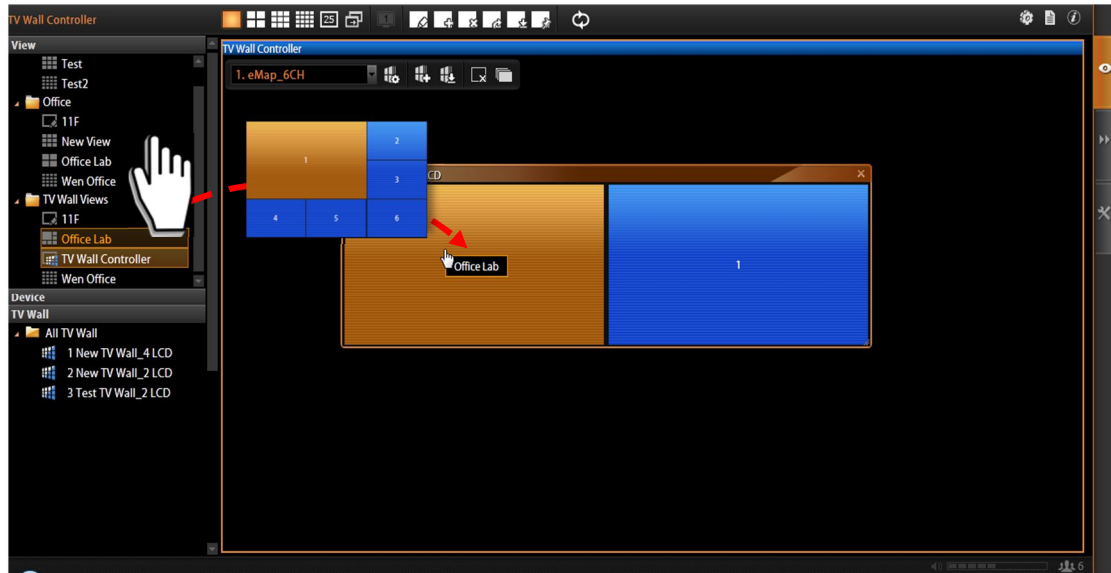 TV Wall Controller
25
1
View
Test
Test2
Office
11F
New View
Office Lab
Wen Office
TV Wall Views
11F
Office Lab
TV Wall Controller
Wen Office
Device
TV Wall
All TV Wall
1 New TV Wall_4 LCD
2 New TV Wall_2 LCD
3 Test TV Wall_2 LCD
TV Wall Controller
1. eMap_6CH
1
2
3
4
5
6
CD
Office Lab
1
6